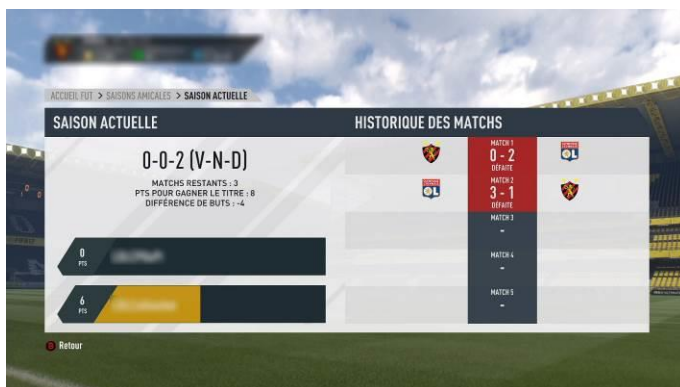 ACCUEIL FUT > SAISONS AMICALES > SAISON ACTUELLE
SAISON ACTUELLE
0-0-2 (V-N-D)
MATCHS RESTANTS : 3
PTS POUR GAGNER LE TITRE : 8
DIFFÉRENCE DE BUTS : -4
0
PTS
6
PTS
HISTORIQUE DES MATCHS
MATCH 1
0 - 2
DÉFAITE
OL
MATCH 2
OL
3 - 1
DÉFAITE
MATCH 3
-
MATCH 4
-
MATCH 5
-
B Retour